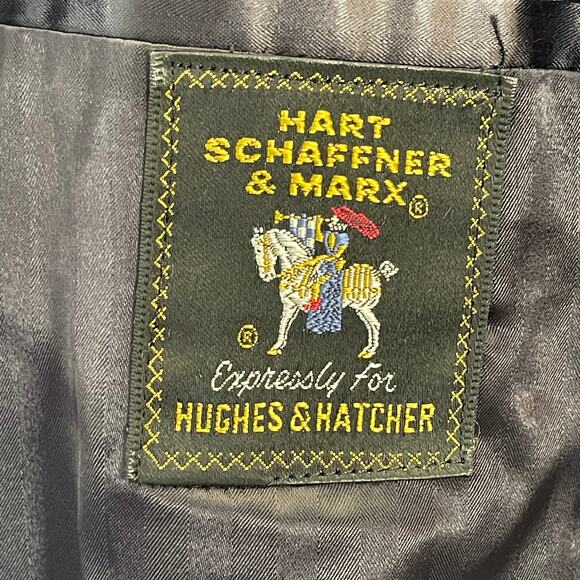 HART
SCHAFFNER
& MARX®
®
Expressly For
HUGHES & HATCHER